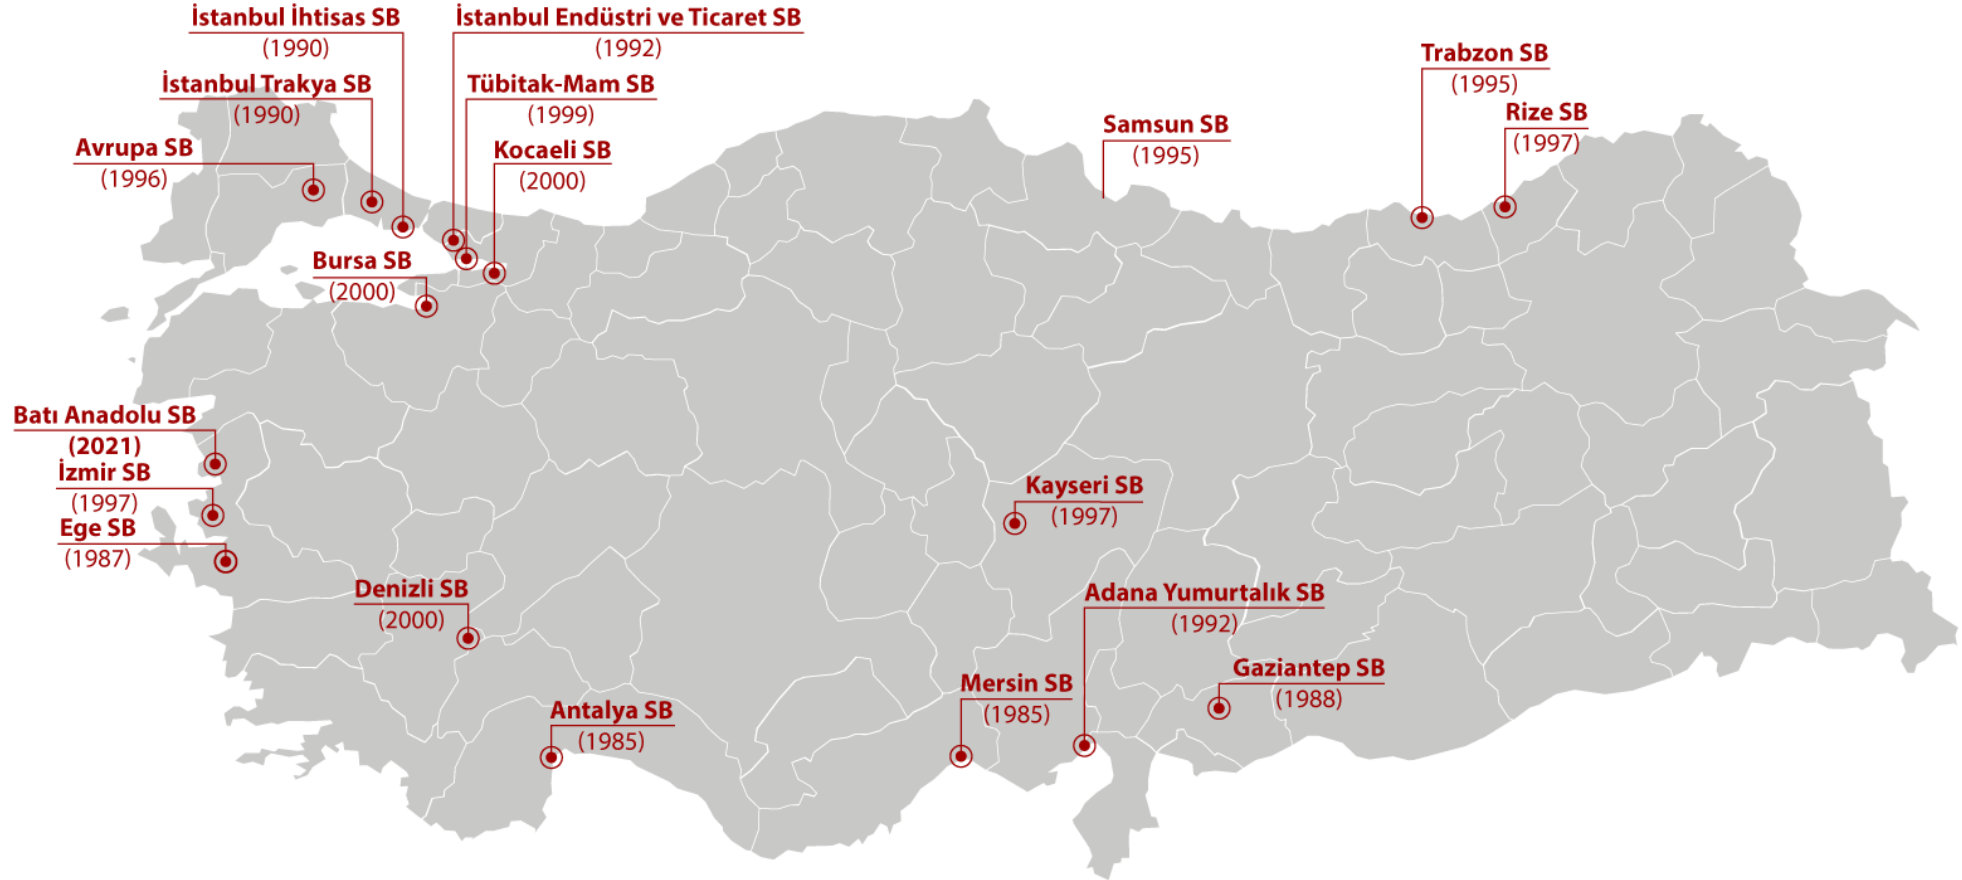 İstanbul İhtisas SB
(1990)
İstanbul Endüstri ve Ticaret SB
(1992)
İstanbul Trakya SB
(1990)
Tübitak-Mam SB
(1999)
Avrupa SB
(1996)
Kocaeli SB
(2000)
Bursa SB
(2000)
Trabzon SB
(1995)
Rize SB
(1997)
Samsun SB
(1995)
Batı Anadolu SB
(2021)
İzmir SB
(1997)
Ege SB
(1987)
Denizli SB
(2000)
Antalya SB
(1985)
Kayseri SB
(1997)
Adana Yumurtalık SB
(1992)
Mersin SB
(1985)
Gaziantep SB
(1988)